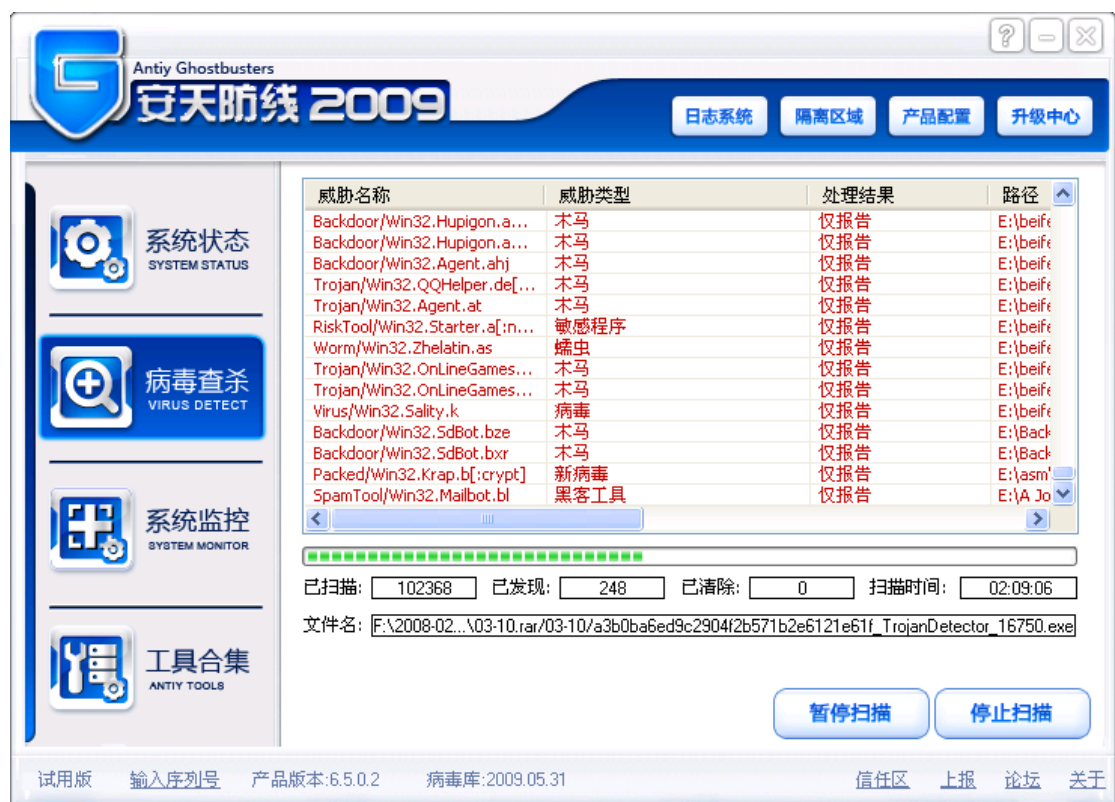 Antiy Ghostbusters
安天防线 2009
日志系统 隔离区域 产品配置 升级中心
系统状态
SYSTEM STATUS
病毒查杀
VIRUS DETECT
系统监控
SYSTEM MONITOR
工具合集
ANTIY TOOLS
威胁名称 威胁类型 处理结果 路径
Backdoor/Win32.Hupigon.a... 木马 仅报告 E:\beife
Backdoor/Win32.Hupigon.a... 木马 仅报告 E:\beife
Backdoor/Win32.Agent.ahj 木马 仅报告 E:\beife
Trojan/Win32.QQHelper.de[... 木马 仅报告 E:\beife
Trojan/Win32.Agent.at 木马 仅报告 E:\beife
RiskTool/Win32.Starter.a[:n... 敏感程序 仅报告 E:\beife
Worm/Win32.Zhelatin.as 蠕虫 仅报告 E:\beife
Trojan/Win32.OnLineGames... 木马 仅报告 E:\beife
Trojan/Win32.OnLineGames... 木马 仅报告 E:\beife
Virus/Win32.Sality.k 病毒 仅报告 E:\beife
Backdoor/Win32.SdBot.bze 木马 仅报告 E:\Back
Backdoor/Win32.SdBot.bxr 木马 仅报告 E:\Back
Packed/Win32.Krap.b[:crypt] 新病毒 仅报告 E:\asm'
SpamTool/Win32.Mailbot.bl 黑客工具 仅报告 E:\A Jo
已扫描: 102368 已发现: 248 已清除: 0 扫描时间: 02:09:06
文件名: F:\2008-02...\03-10.rar/03-10/a3b0ba6ed9c2904f2b571b2e6121e61f_TrojanDetector_16750.exe
暂停扫描 停止扫描
试用版 输入序列号 产品版本:6.5.0.2 病毒库:2009.05.31 信任区 上报 论坛 关于